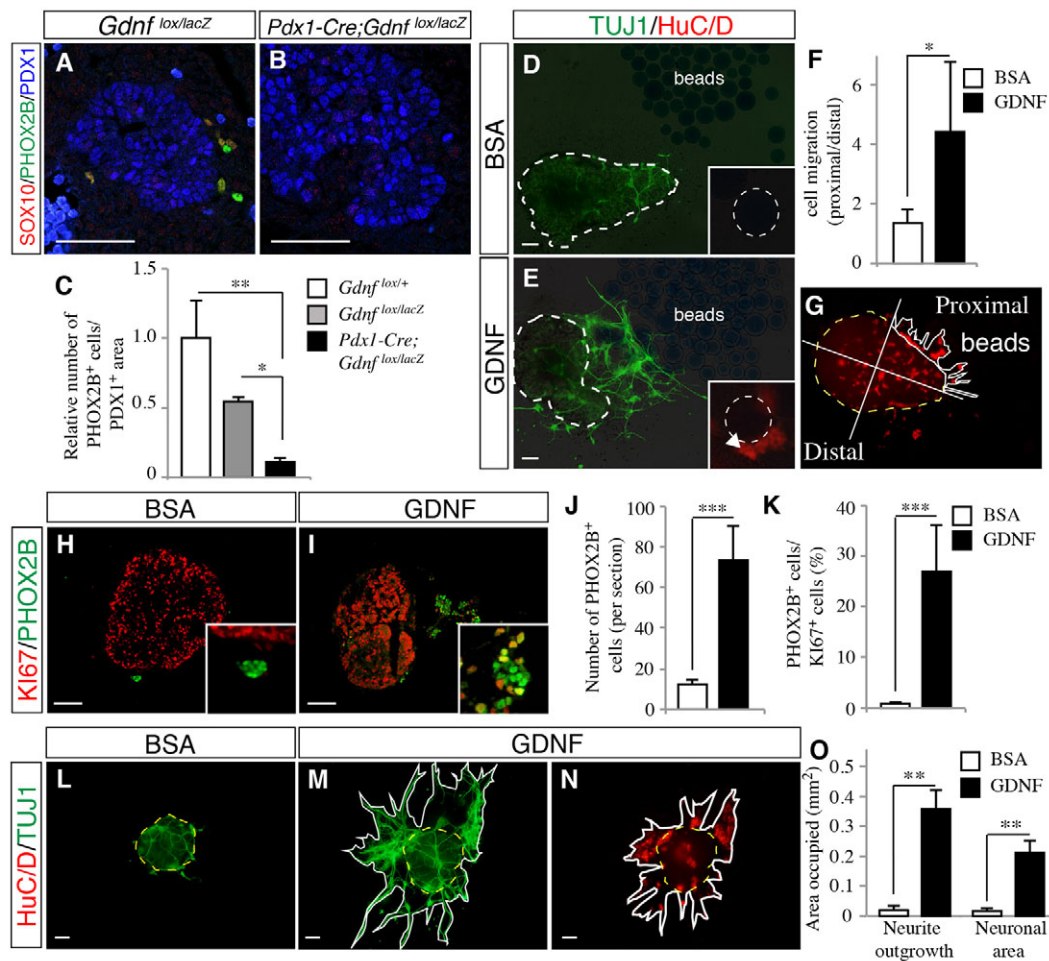 Gdnf lox/lacZ
Pdx1-Cre;Gdnf lox/lacZ
SOX10/PHOX2B/PDX1
A
B
C
Relative number of
PHOX2B+ cells/
PDX1+ area
1.5
1.0
0.5
0
**
*
Gdnf lox/+
Gdnf lox/lacZ
Pdx1-Cre;
Gdnf lox/lacZ
TUJ1/HuC/D
BSA
D
beads
GDNF
E
beads
F
cell migration
(proximal/distal)
6
4
2
0
*
BSA
GDNF
G
Proximal
beads
Distal
BSA
GDNF
KI67/PHOX2B
H
I
J
Number of PHOX2B+
cells (per section)
100
80
60
40
20
0
***
K
PHOX2B+ cells/
KI67+ cells (%)
40
30
20
10
0
***
BSA
GDNF
BSA
GDNF
HuC/D/TUJ1
L
M
N
O
Area occupied (mm2)
0.5
0.4
0.3
0.2
0.1
0
**
**
BSA
GDNF
Neurite
outgrowth
Neuronal
area